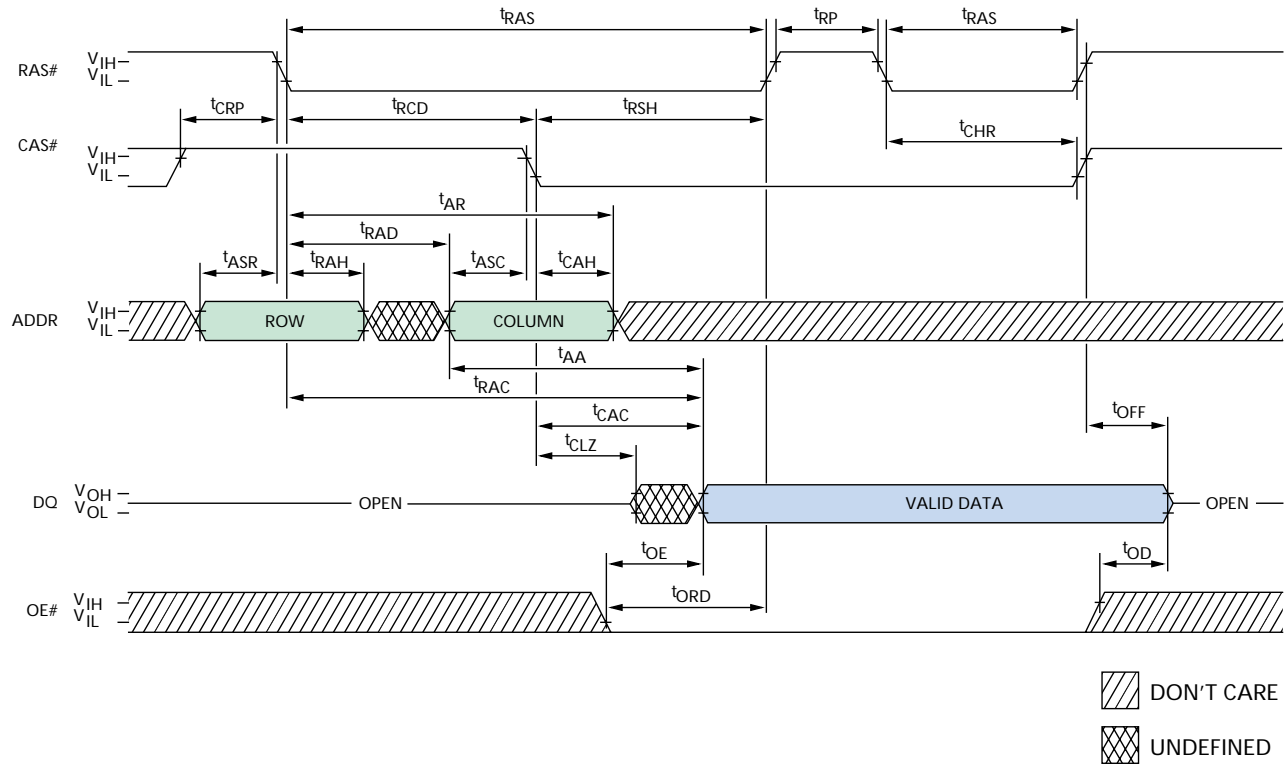 tRAS tRP tRAS
RAS# VIH
VIL
tCRP tRCD tRSH
tCHR
CAS# VIH
VIL
tAR
tRAD
tASR tRAH tASC tCAH
ADDR VIH
VIL
ROW COLUMN
tAA
tRAC
tCAC tOFF
tCLZ
DQ VOH
VOL
OPEN VALID DATA OPEN
tOE tOD
tORD
OE# VIH
VIL
DON'T CARE
UNDEFINED